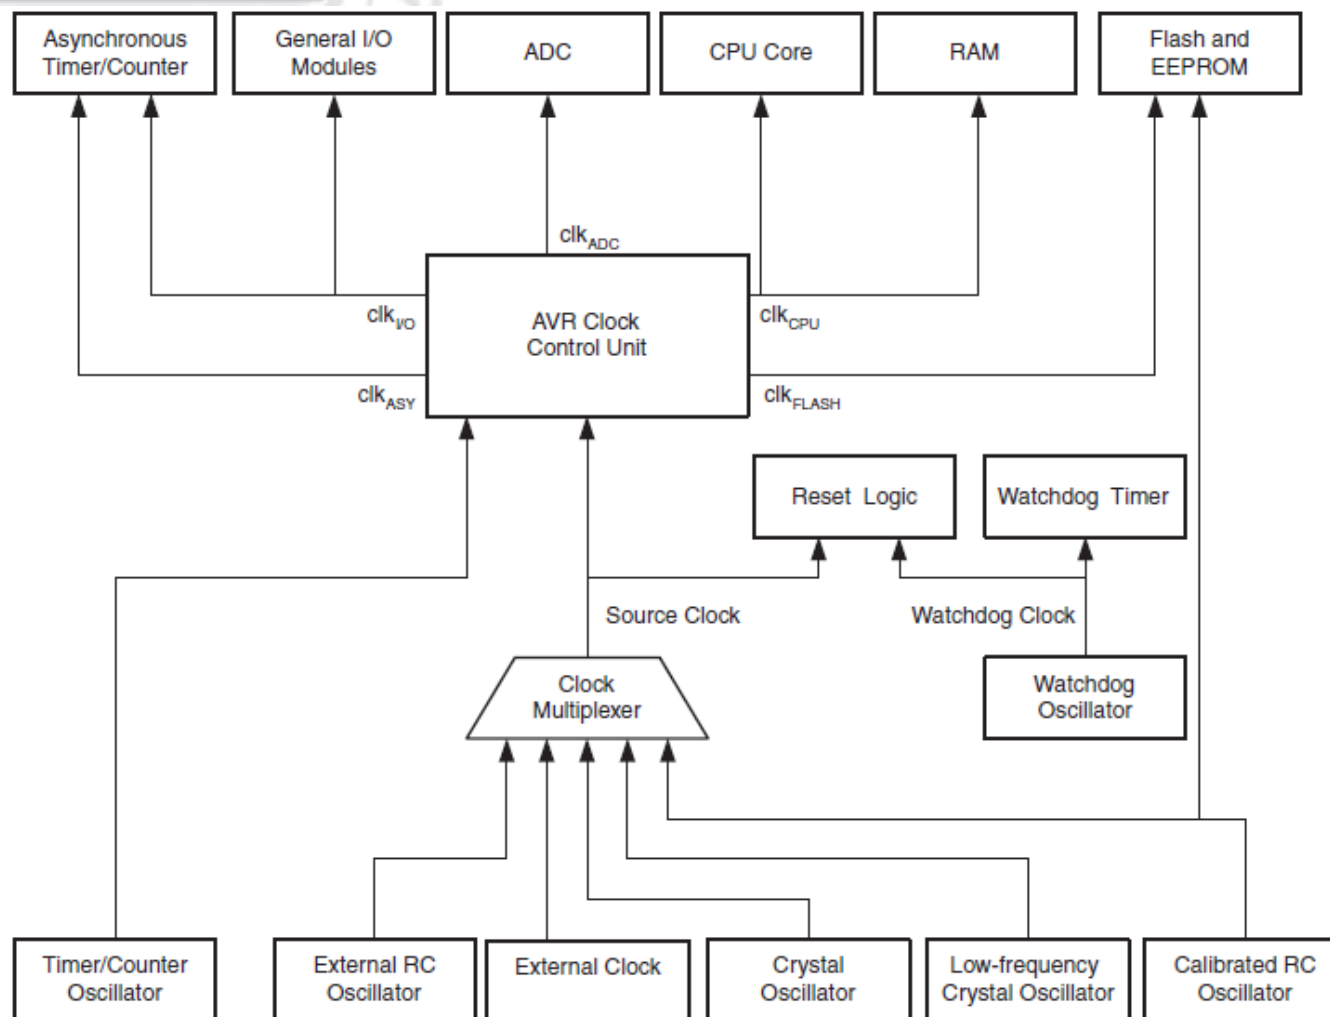 Asynchronous
Timer/Counter
General I/O
Modules
ADC
CPU Core
RAM
Flash and
EEPROM
clkADC
clkI/O
AVR Clock
Control Unit
clkCPU
clkASY
clkFLASH
Reset Logic
Watchdog Timer
Source Clock
Watchdog Clock
Clock
Multiplexer
Watchdog
Oscillator
Timer/Counter
Oscillator
External RC
Oscillator
External Clock
Crystal
Oscillator
Low-frequency
Crystal Oscillator
Calibrated RC
Oscillator